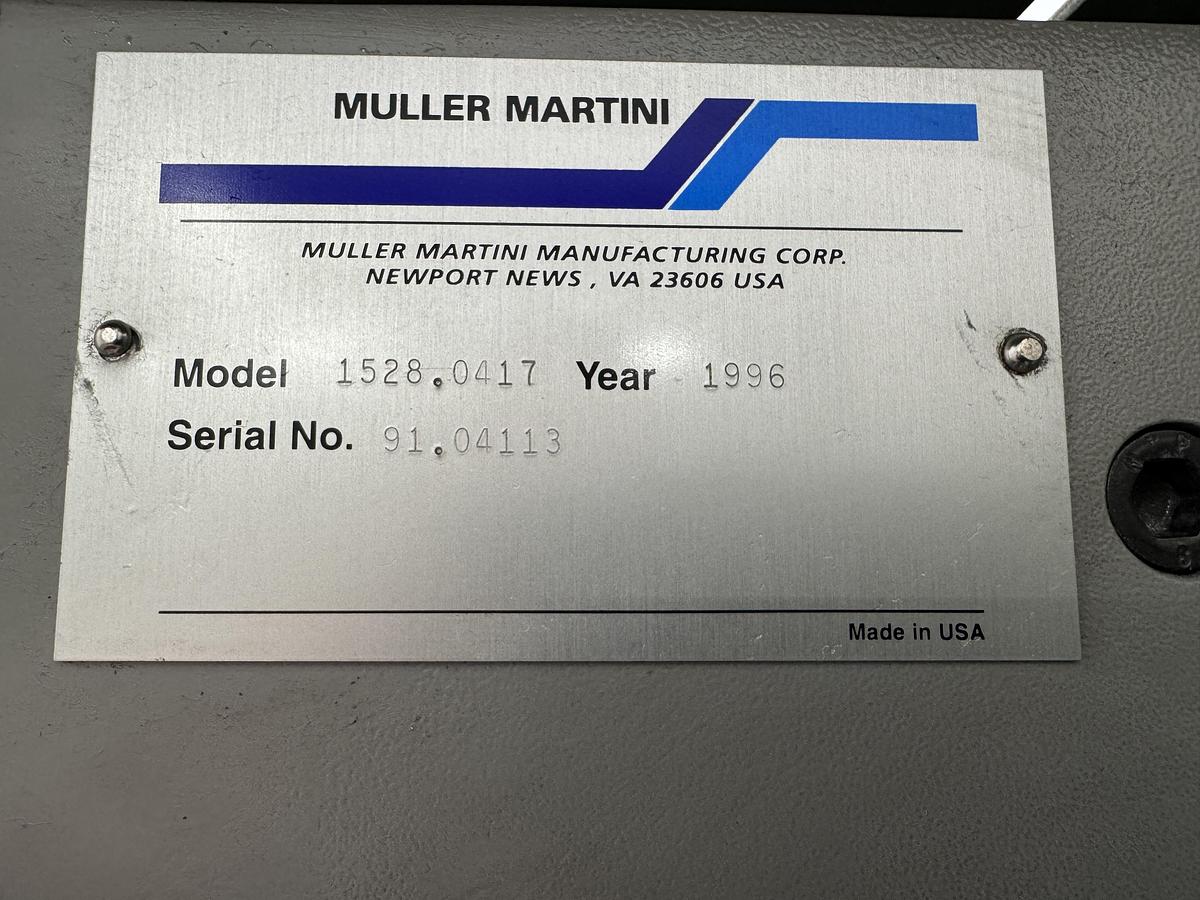 MULLER MARTINI
MULLER MARTINI MANUFACTURING CORP.
NEWPORT NEWS , VA 23606 USA
Model 1528.0417 Year 1996
Serial No. 91.04113
Made in USA